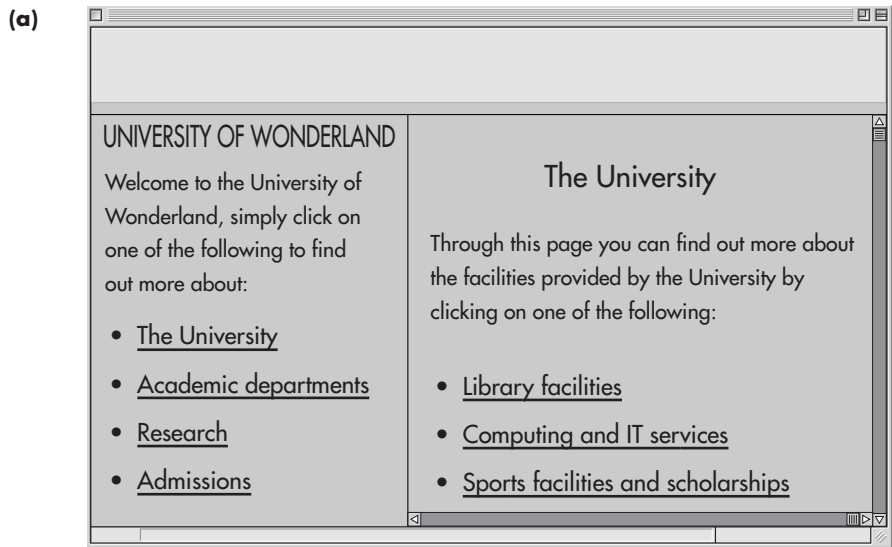 (a)
UNIVERSITY OF WONDERLAND
Welcome to the University of
Wonderland, simply click on
one of the following to find
out more about:
• The University
• Academic departments
• Research
• Admissions
The University
Through this page you can find out more about
the facilities provided by the University by
clicking on one of the following:
• Library facilities
• Computing and IT services
• Sports facilities and scholarships